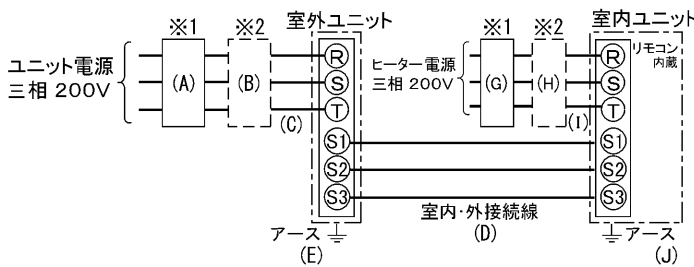 ※1
※2
室外ユニット
※1
※2
室内ユニット
ユニット電源
三相 200V
(A)
(B)
R
S
T
(C)
ヒーター電源
三相 200V
(G)
(H)
R
S
T
(I)
リモコン
内蔵
S1
S2
S3
S1
S2
S3
室内・外接続線
(D)
アース
(E)
アース
(J)